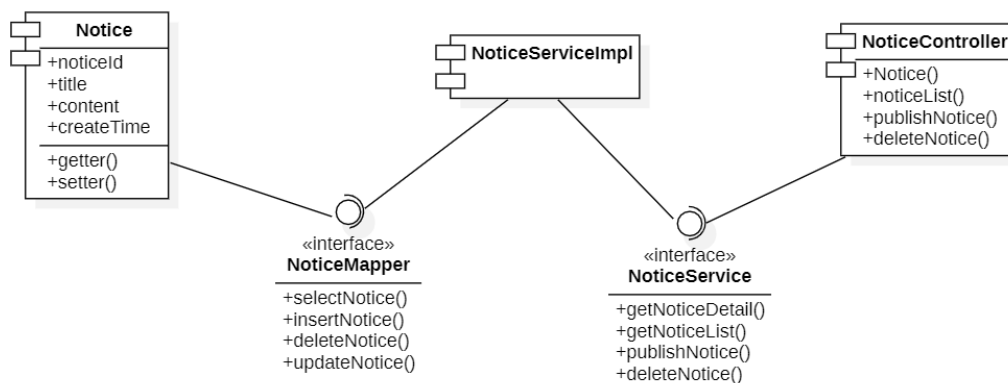 Notice
+noticeId
+title
+content
+createTime
+getter()
+setter()
NoticeServiceImpl
NoticeController
+Notice()
+noticeList()
+publishNotice()
+deleteNotice()
«interface»
NoticeMapper
+selectNotice()
+insertNotice()
+deleteNotice()
+updateNotice()
«interface»
NoticeService
+getNoticeDetail()
+getNoticeList()
+publishNotice()
+deleteNotice()